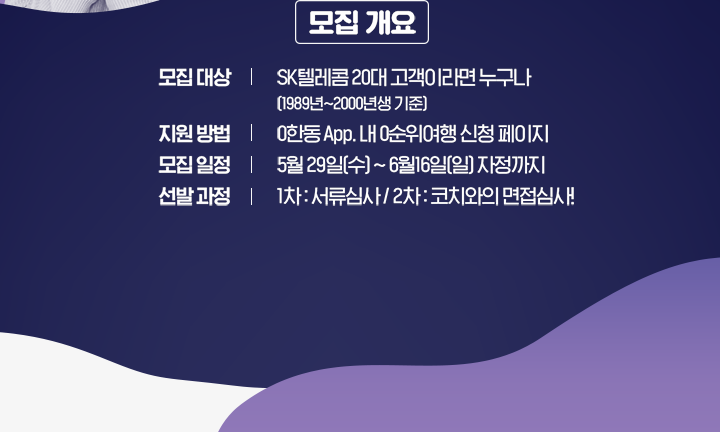 모집 개요
모집 대상 | SK텔레콤 20대 고객이라면 누구나
(1989년~2000년생 기준)
지원 방법 | 0한동 App. 내 0순위여행 신청 페이지
모집 일정 | 5월 29일(수) ~ 6월16일(일) 자정까지
선발 과정 | 1차 : 서류심사 / 2차 : 코치와의 면접심사!